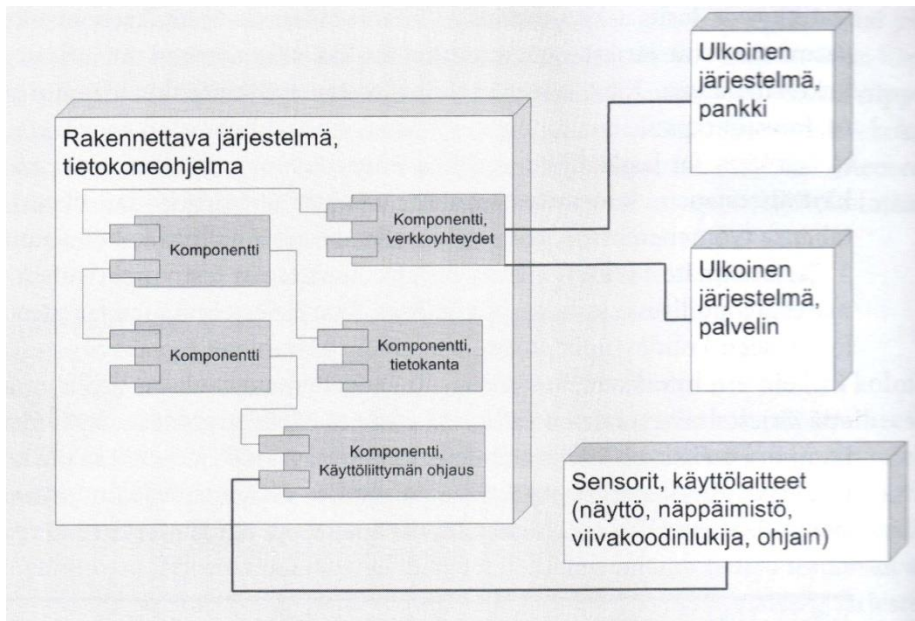 Rakennettava järjestelmä,
tietokoneohjelma
Komponentti
Komponentti,
verkkoyhteydet
Komponentti
Komponentti,
tietokanta
Komponentti,
Käyttöliittymän ohjaus
Ulkoinen
järjestelmä,
pankki
Ulkoinen
järjestelmä,
palvelin
Sensorit, käyttölaitteet
(näyttö, näppäimistö,
viivakoodinlukija, ohjain)